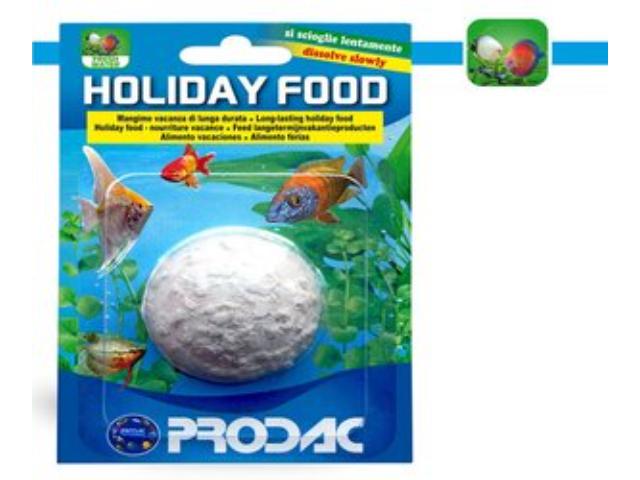 si scioglie lentamente
dissolve slowly
HOLIDAY FOOD
Mangime vacanza di lunga durata - Long-lasting holiday food
Holiday food - nourriture vacance - Feed langetermijnvakantieproducten
Alimento vacaciones - Alimento férias
PRODAC